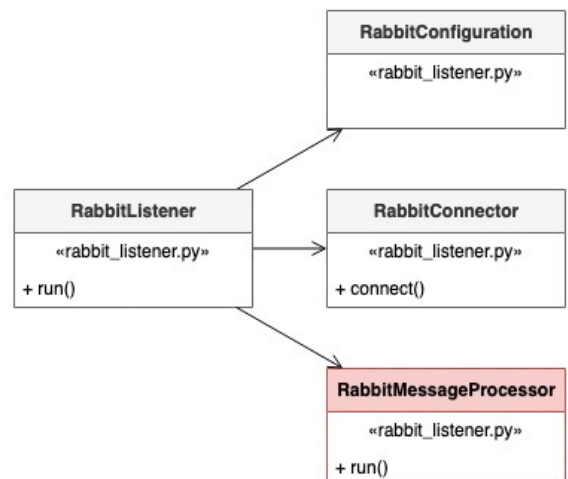 RabbitConfiguration
«rabbit_listener.py»
RabbitListener
«rabbit_listener.py»
+ run()
RabbitConnector
«rabbit_listener.py»
+ connect()
RabbitMessageProcessor
«rabbit_listener.py»
+ run()